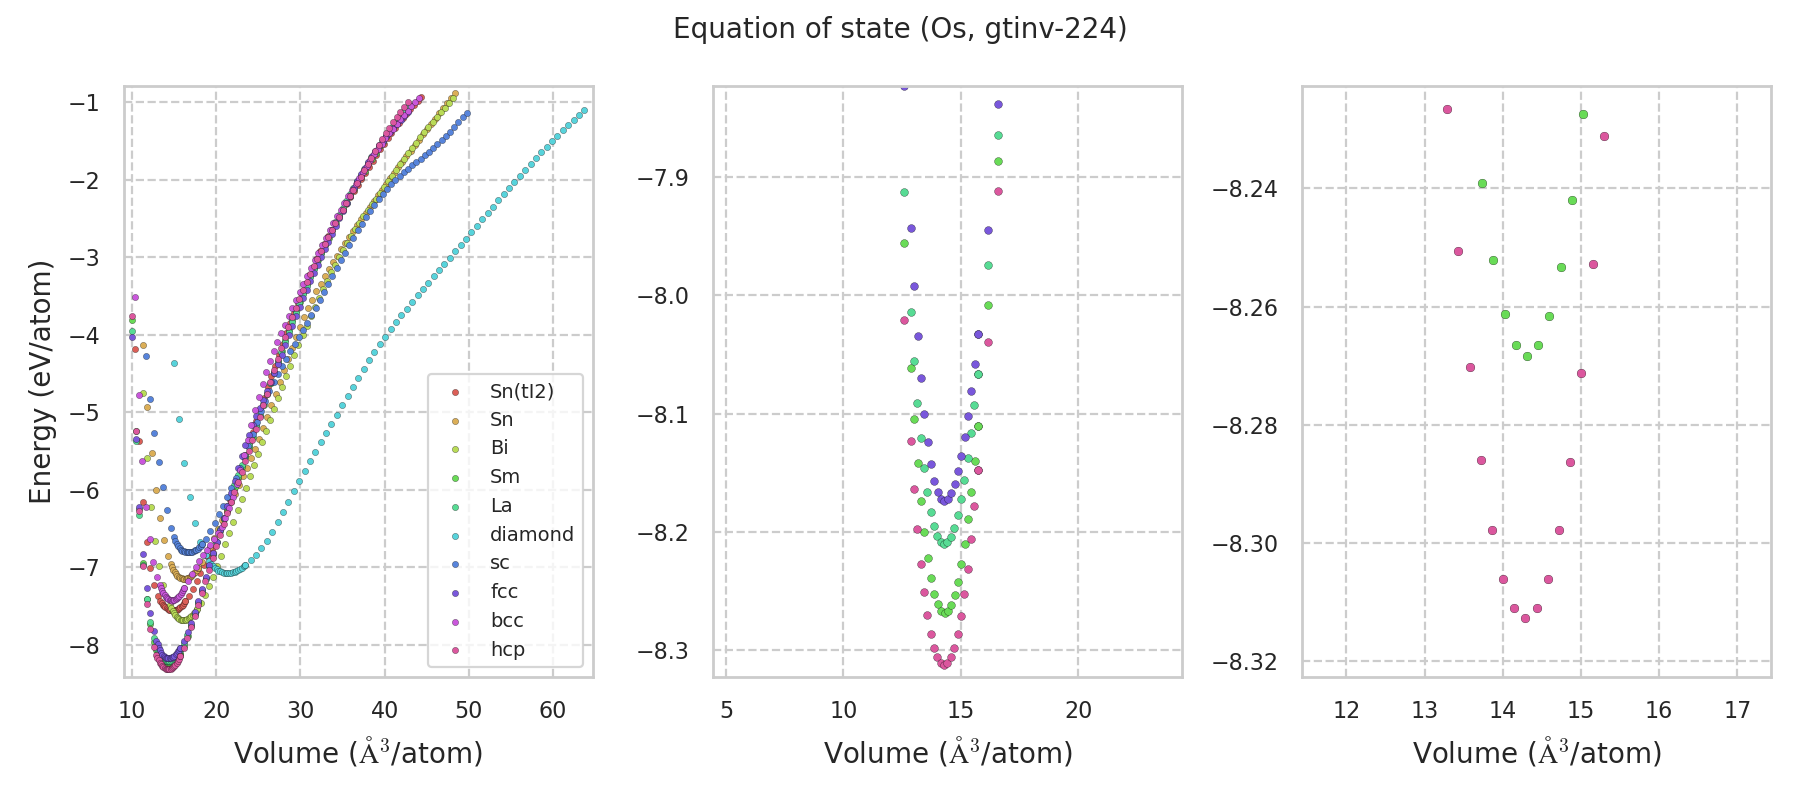 Equation of state (Os, gtinv-224)
Energy (eV/atom)
−1
−2
−3
−4
−5
−6
−7
−8
10 20 30 40 50 60
Volume (Å³/atom)
Sn(tI2)
Sn
Bi
Sm
La
diamond
sc
fcc
bcc
hcp
−7.9
−8.0
−8.1
−8.2
−8.3
5 10 15 20
Volume (Å³/atom)
−8.24
−8.26
−8.28
−8.30
−8.32
12 13 14 15 16 17
Volume (Å³/atom)